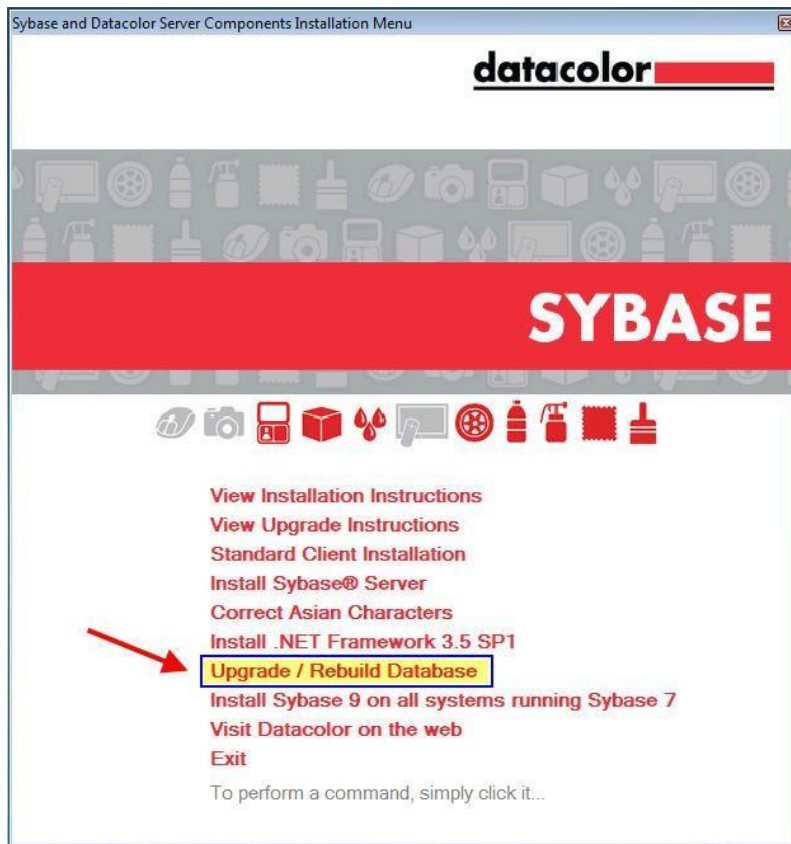 Sybase and Datacolor Server Components Installation Menu
datacolor
SYBASE
View Installation Instructions
View Upgrade Instructions
Standard Client Installation
Install Sybase® Server
Correct Asian Characters
Install .NET Framework 3.5 SP1
Upgrade / Rebuild Database
Install Sybase 9 on all systems running Sybase 7
Visit Datacolor on the web
Exit
To perform a command, simply click it...